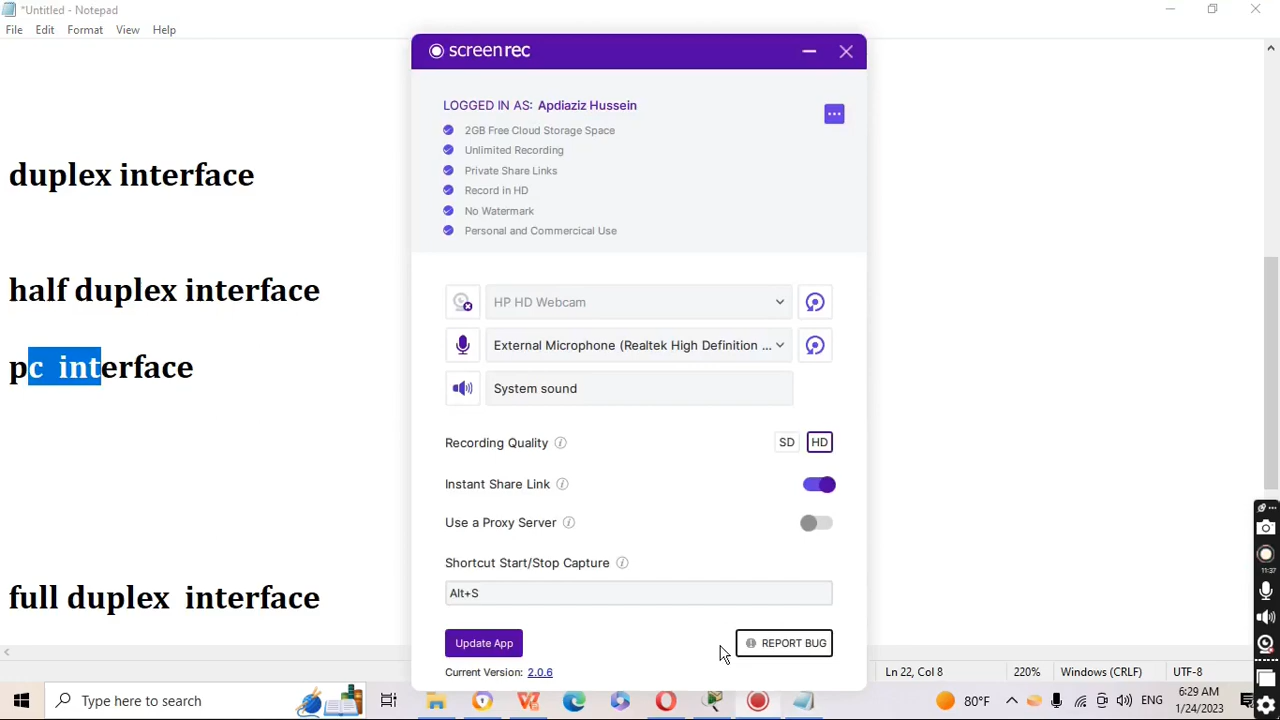 *Untitled - Notepad
File Edit Format View Help
duplex interface
half duplex interface
pc  interface
full duplex  interface
screenrec
LOGGED IN AS: Apdiaziz Hussein
2GB Free Cloud Storage Space
Unlimited Recording
Private Share Links
Record in HD
No Watermark
Personal and Commercical Use
HP HD Webcam
External Microphone (Realtek High Definition ...
System sound
Recording Quality SD HD
Instant Share Link
Use a Proxy Server
Shortcut Start/Stop Capture
Alt+S
Update App REPORT BUG
Current Version: 2.0.6
Ln 22, Col 8 220% Windows (CRLF) UTF-8
11:37
Type here to search
80°F ENG 6:29 AM
1/24/2023